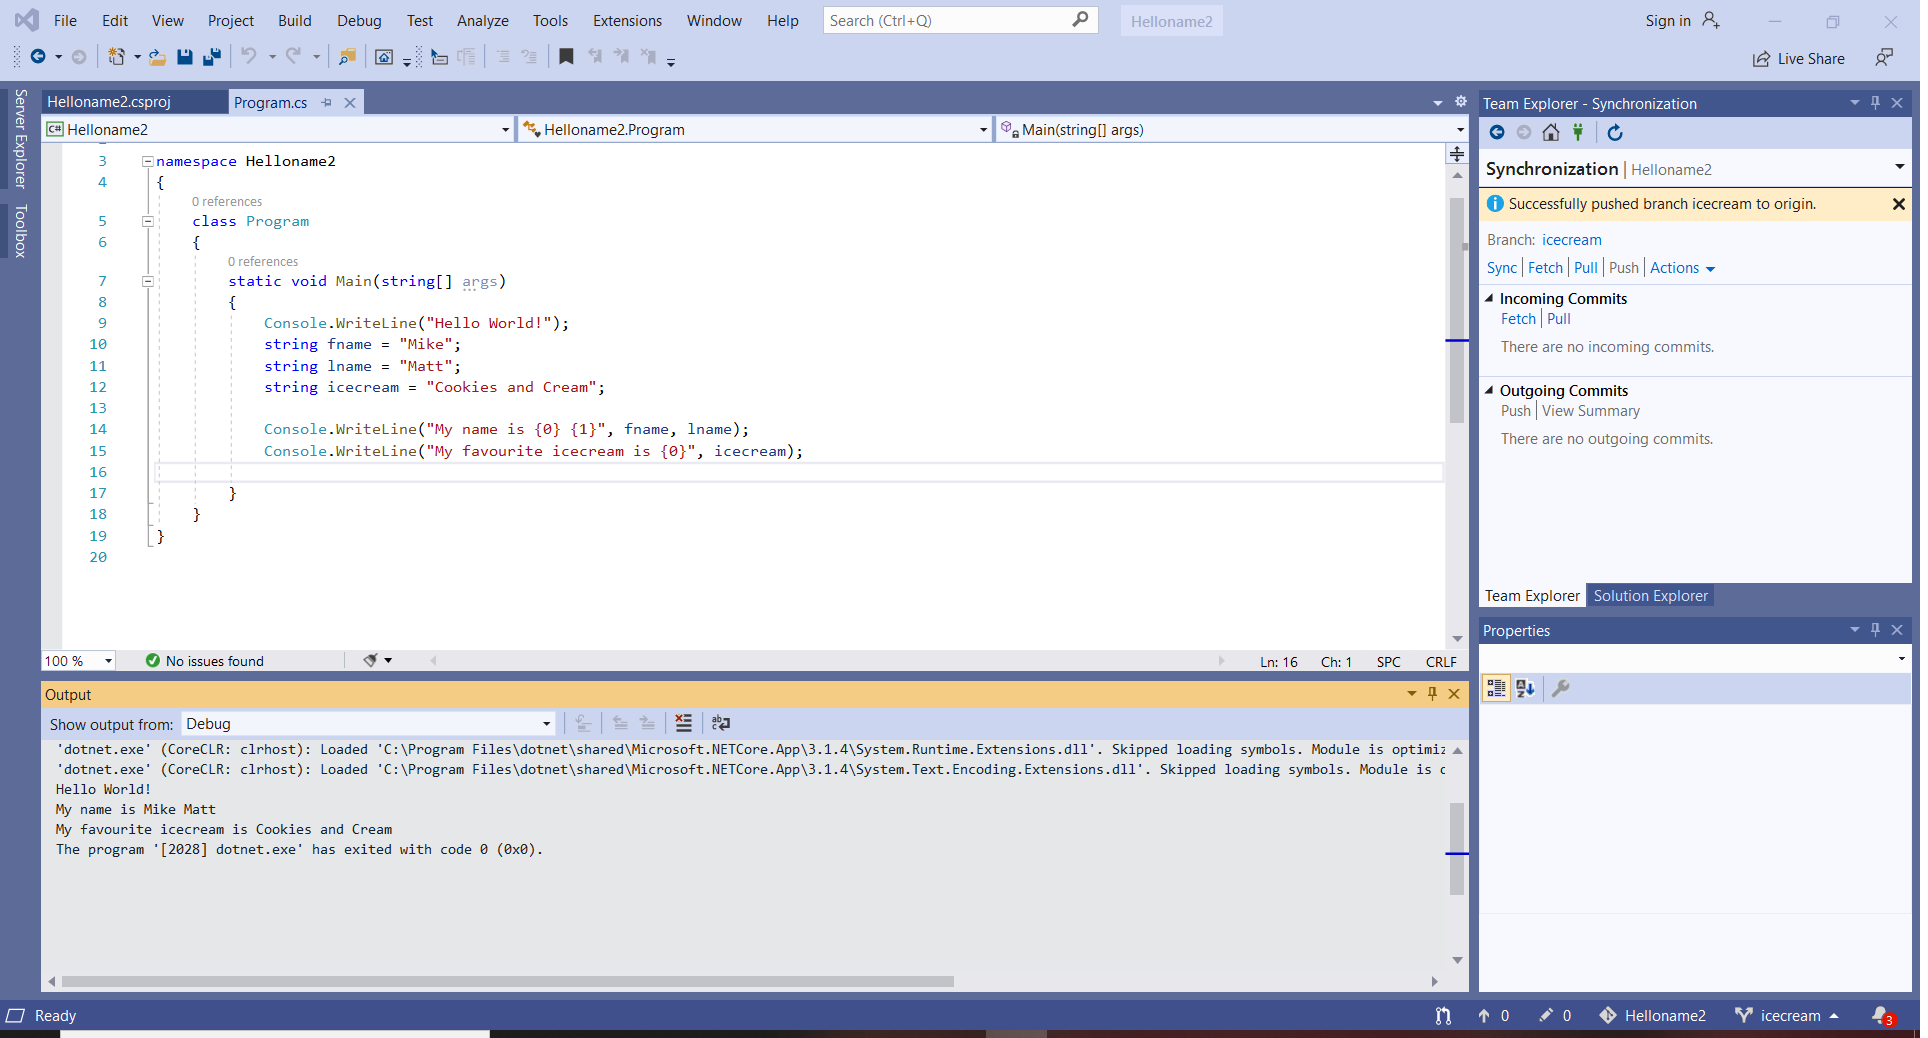 File Edit View Project Build Debug Test Analyze Tools Extensions Window Help Search (Ctrl+Q) Helloname2 Sign in
Live Share
Server Explorer
Toolbox
Helloname2.csproj Program.cs
C# Helloname2 Helloname2.Program Main(string[] args)
3 namespace Helloname2
4 {
0 references
5 class Program
6 {
0 references
7 static void Main(string[] args)
8 {
9 Console.WriteLine("Hello World!");
10 string fname = "Mike";
11 string lname = "Matt";
12 string icecream = "Cookies and Cream";
13
14 Console.WriteLine("My name is {0} {1}", fname, lname);
15 Console.WriteLine("My favourite icecream is {0}", icecream);
16
17 }
18 }
19 }
20
100 % No issues found Ln: 16 Ch: 1 SPC CRLF
Output
Show output from: Debug
'dotnet.exe' (CoreCLR: clrhost): Loaded 'C:\Program Files\dotnet\shared\Microsoft.NETCore.App\3.1.4\System.Runtime.Extensions.dll'. Skipped loading symbols. Module is optimiz
'dotnet.exe' (CoreCLR: clrhost): Loaded 'C:\Program Files\dotnet\shared\Microsoft.NETCore.App\3.1.4\System.Text.Encoding.Extensions.dll'. Skipped loading symbols. Module is
Hello World!
My name is Mike Matt
My favourite icecream is Cookies and Cream
The program '[2028] dotnet.exe' has exited with code 0 (0x0).
Team Explorer - Synchronization
Synchronization | Helloname2
Successfully pushed branch icecream to origin.
Branch: icecream
Sync | Fetch | Pull | Push | Actions
Incoming Commits
Fetch | Pull
There are no incoming commits.
Outgoing Commits
Push | View Summary
There are no outgoing commits.
Team Explorer Solution Explorer
Properties
Ready 0 0 Helloname2 icecream 3